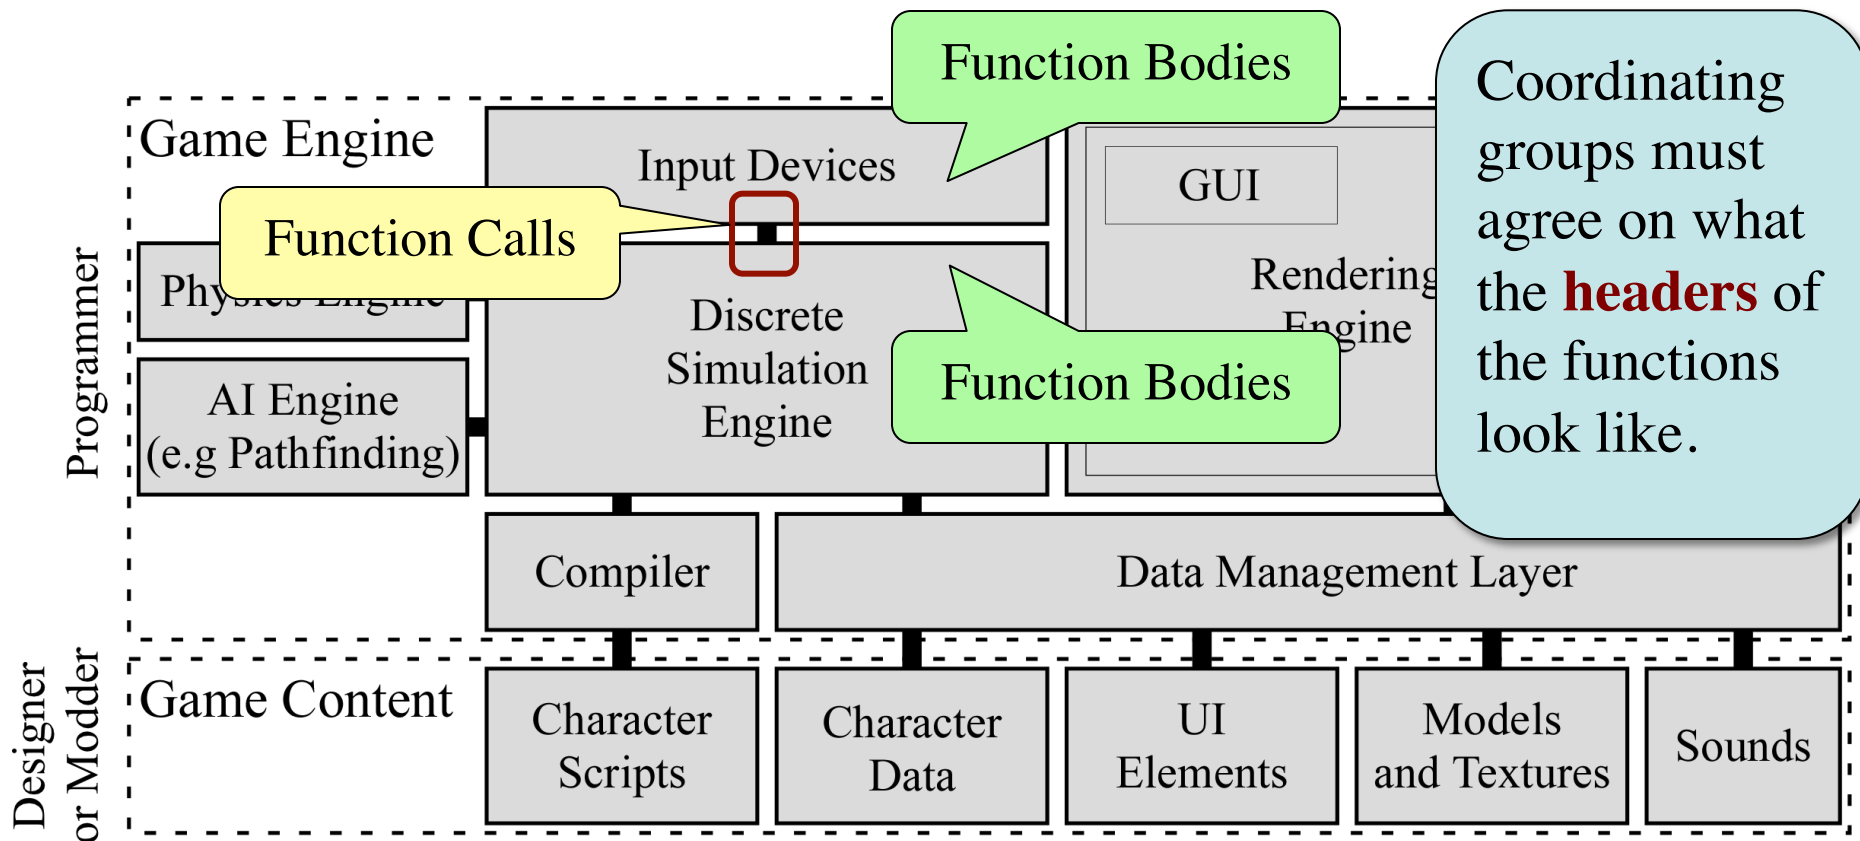 Function Bodies
Coordinating
groups must
agree on what
the headers of
the functions
look like.
Game Engine
Input Devices
GUI
Function Calls
Physics Engine
Rendering
Engine
Discrete
Simulation
Engine
Function Bodies
AI Engine
(e.g Pathfinding)
Programmer
Compiler
Data Management Layer
Designer
or Modder
Game Content
Character
Scripts
Character
Data
UI
Elements
Models
and Textures
Sounds